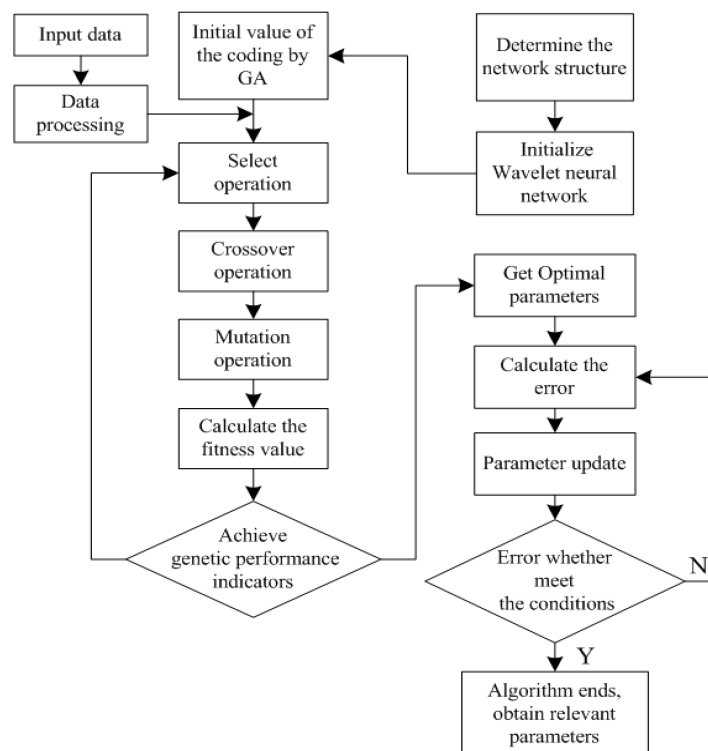 Input data
Data
processing
Initial value of
the coding by
GA
Determine the
network structure
Initialize
Wavelet neural
network
Select
operation
Crossover
operation
Mutation
operation
Calculate the
fitness value
Achieve
genetic performance
indicators
Get Optimal
parameters
Calculate the
error
Parameter update
Error whether
meet
the conditions
N
Y
Algorithm ends,
obtain relevant
parameters